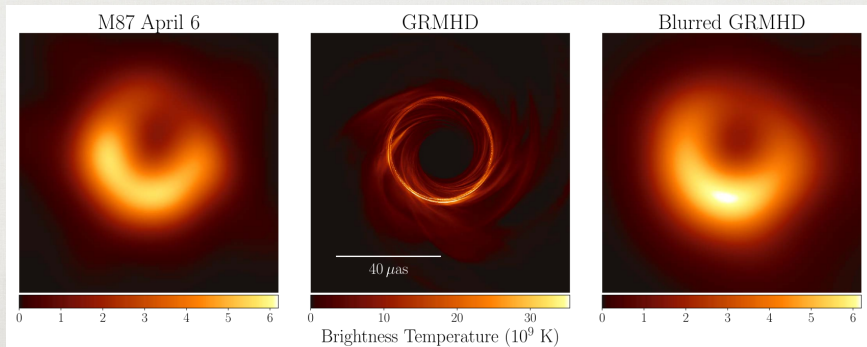 M87 April 6
GRMHD
Blurred GRMHD
40 μas
0 1 2 3 4 5 6
0 10 20 30
0 1 2 3 4 5 6
Brightness Temperature (10⁹ K)